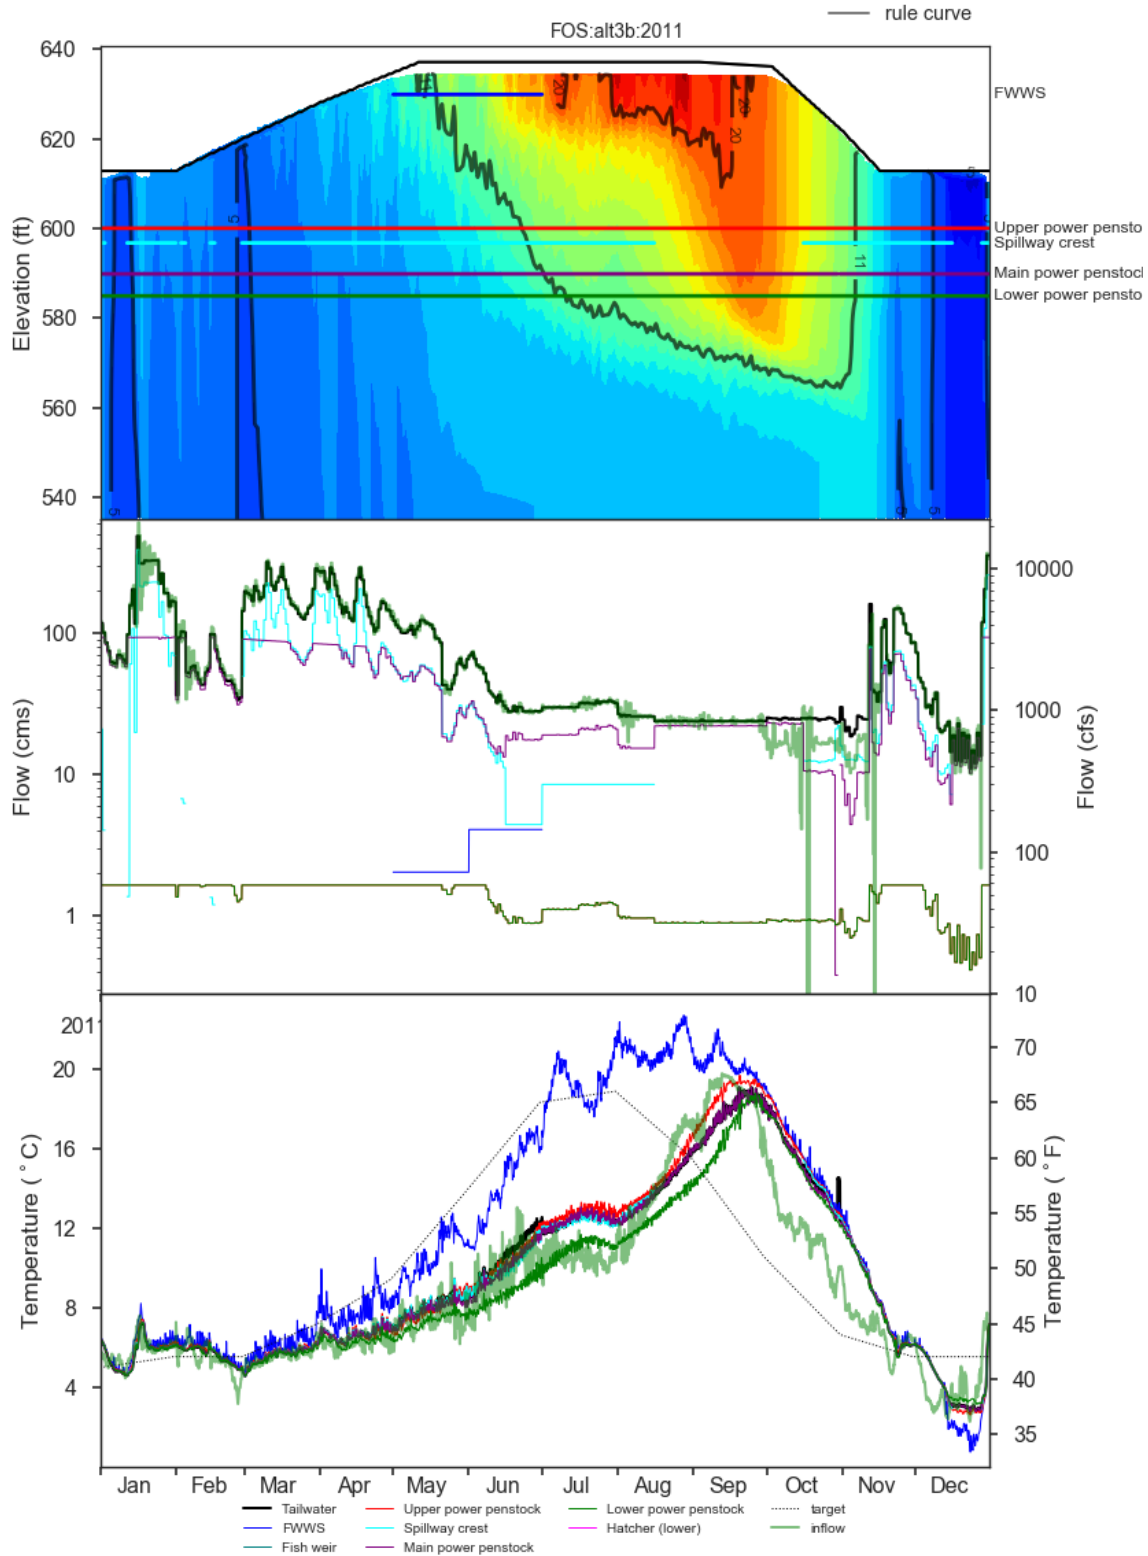 rule curve
FOS:alt3b:2011
640
620
600
580
560
540
Elevation (ft)
FWWS
Upper power pensto
Spillway crest
Main power penstock
Lower power pensto
11
20
20
20
5
11
5
5
5
100
10
1
Flow (cms)
10000
1000
100
10
Flow (cfs)
201
20
16
12
8
4
Temperature ( ° C)
70
65
60
55
50
45
40
35
Temperature ( ° F)
Jan Feb Mar Apr May Jun Jul Aug Sep Oct Nov Dec
Tailwater Upper power penstock Lower power penstock target
FWWS Spillway crest Hatcher (lower) inflow
Fish weir Main power penstock